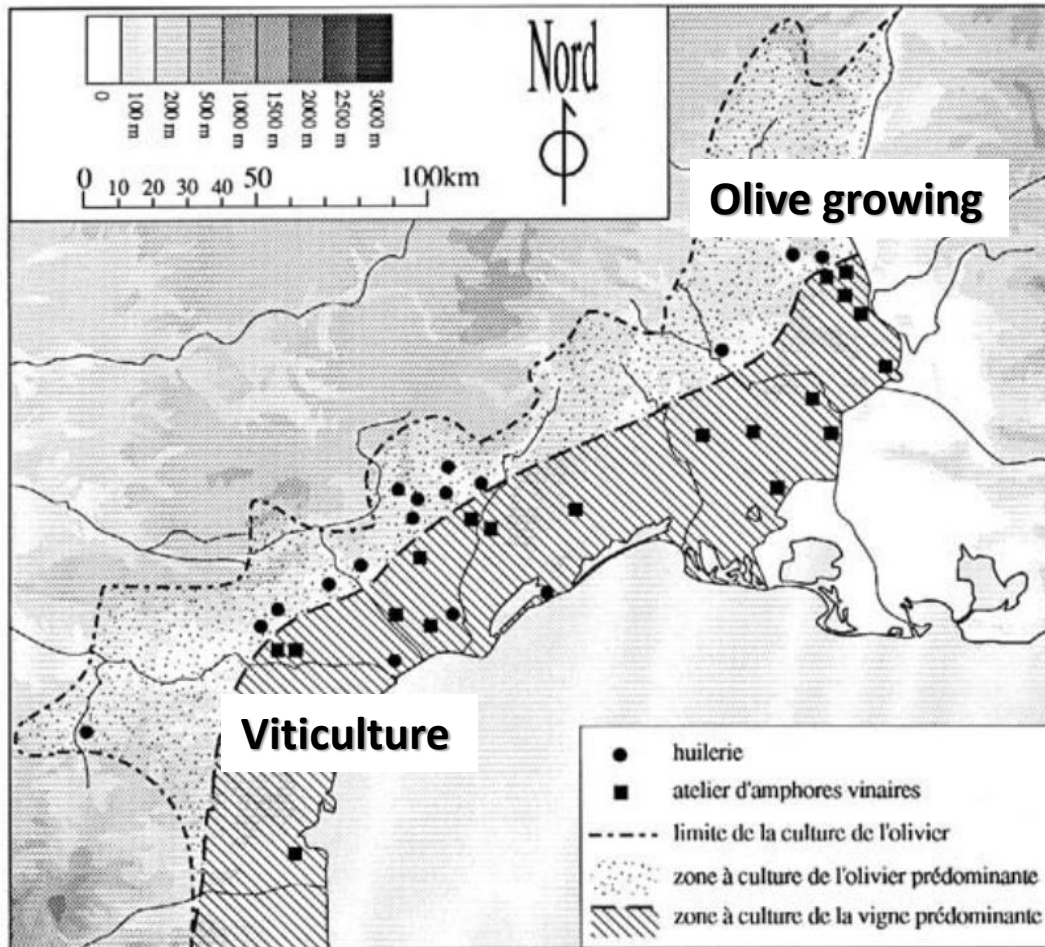 0
100 m
200 m
500 m
1000 m
1500 m
2000 m
2500 m
3000 m
Nord
0 10 20 30 40 50 100km
Olive growing
Viticulture
huilerie
atelier d'amphores vinaires
limite de la culture de l'olivier
zone à culture de l'olivier prédominante
zone à culture de la vigne prédominante